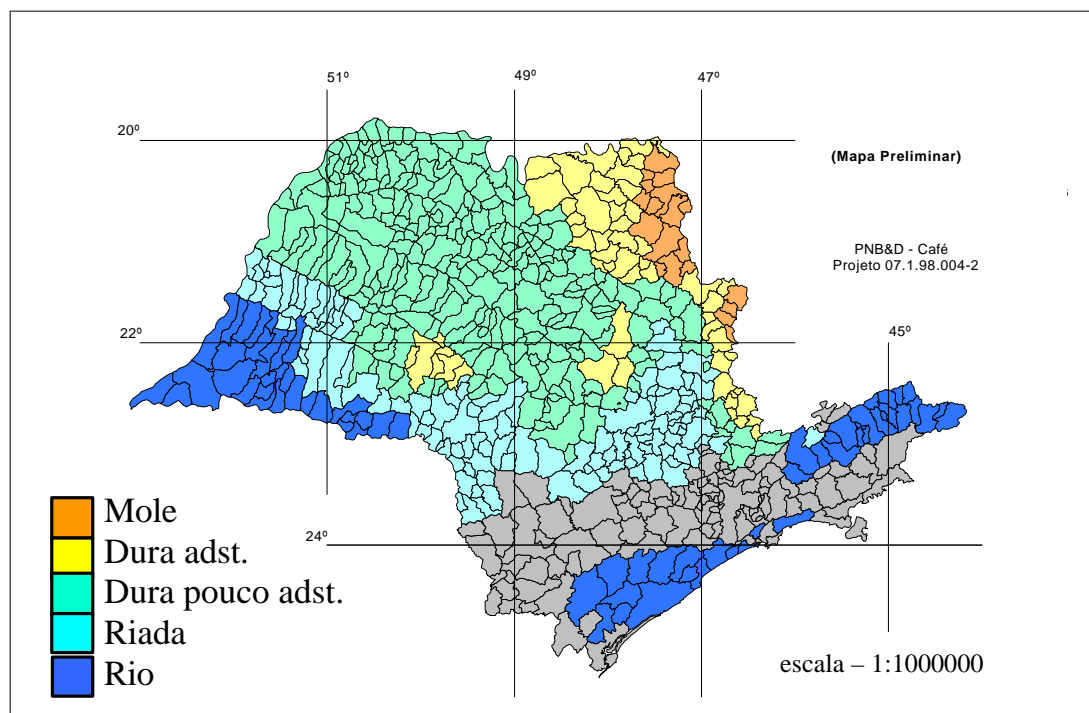 51º
49º
47º
20º
(Mapa Preliminar)
PNB&D - Café
Projeto 07.1.98.004-2
22º
45º
Mole
Dura adst.
24º
Dura pouco adst.
Riada
escala – 1:1000000
Rio